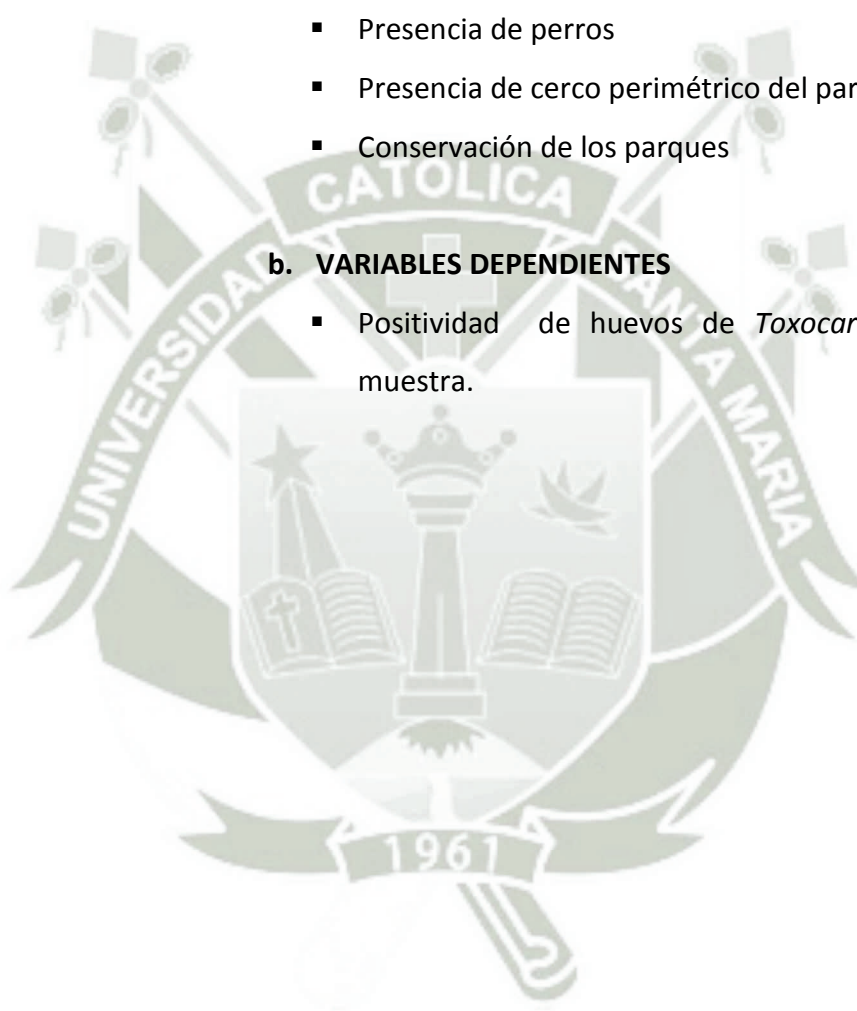 ▪ Presencia de perros
▪ Presencia de cerco perimétrico del par
▪ Conservación de los parques
b. VARIABLES DEPENDIENTES
▪ Positividad de huevos de Toxocar
muestra.
UNIVERSIDAD CATOLICA SANTA MARIA
1961